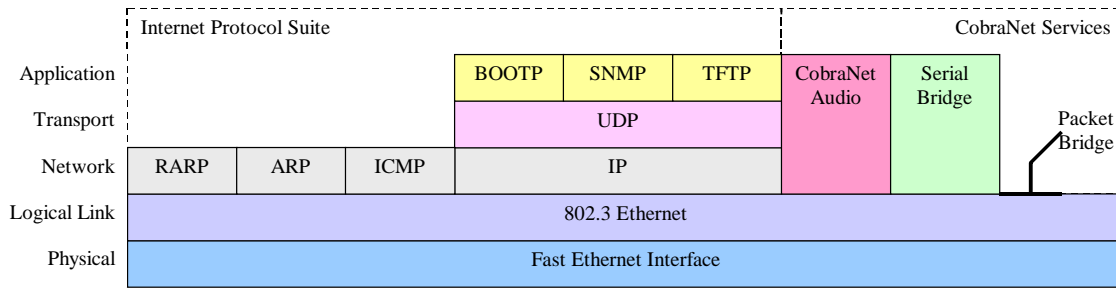 Internet Protocol Suite
CobraNet Services
Application
BOOTP
SNMP
TFTP
CobraNet
Audio
Serial
Bridge
Transport
UDP
Packet
Bridge
Network
RARP
ARP
ICMP
IP
Logical Link
802.3 Ethernet
Physical
Fast Ethernet Interface